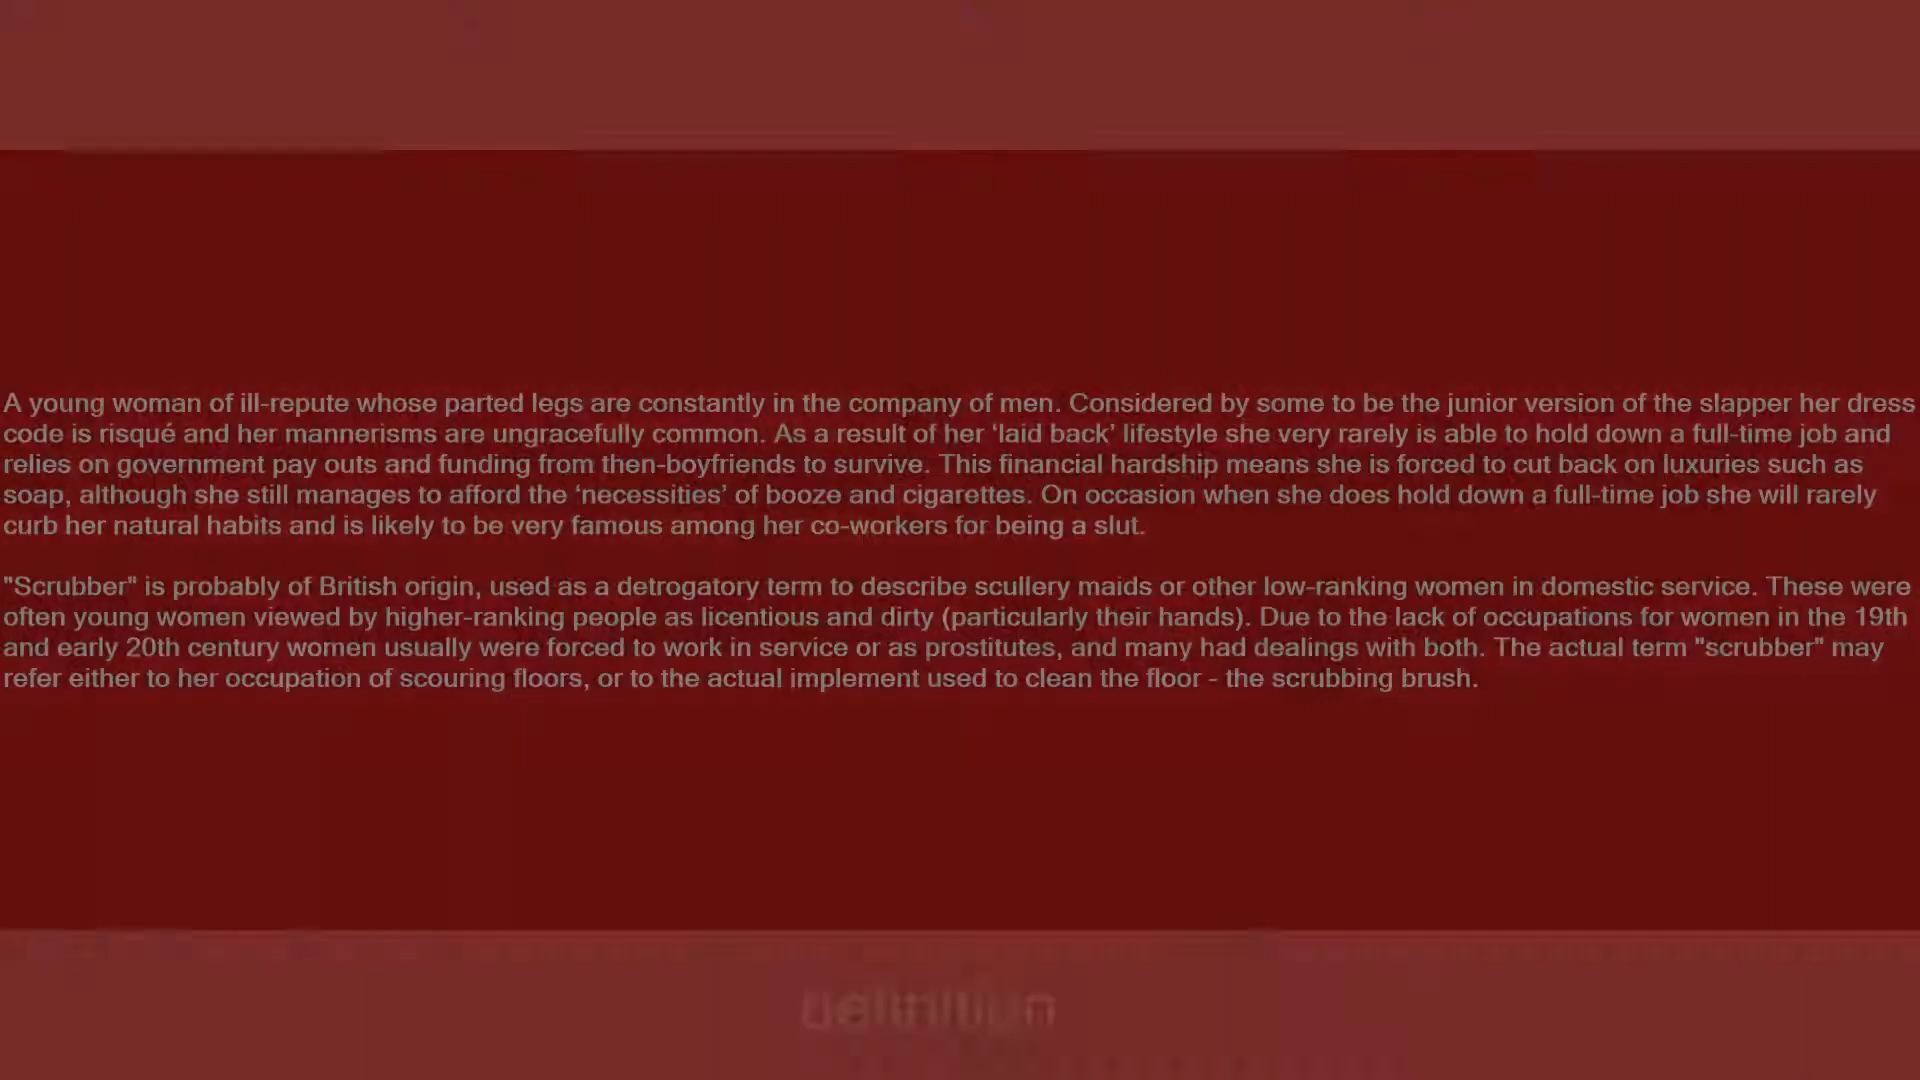 A young woman of ill-repute whose parted legs are constantly in the company of men. Considered by some to be the junior version of the slapper her dress
code is risqué and her mannerisms are ungracefully common. As a result of her ‘laid back’ lifestyle she very rarely is able to hold down a full-time job and
relies on government pay outs and funding from then-boyfriends to survive. This financial hardship means she is forced to cut back on luxuries such as
soap, although she still manages to afford the ‘necessities’ of booze and cigarettes. On occasion when she does hold down a full-time job she will rarely
curb her natural habits and is likely to be very famous among her co-workers for being a slut.
"Scrubber" is probably of British origin, used as a detrogatory term to describe scullery maids or other low-ranking women in domestic service. These were
often young women viewed by higher-ranking people as licentious and dirty (particularly their hands). Due to the lack of occupations for women in the 19th
and early 20th century women usually were forced to work in service or as prostitutes, and many had dealings with both. The actual term "scrubber" may
refer either to her occupation of scouring floors, or to the actual implement used to clean the floor - the scrubbing brush.
definition